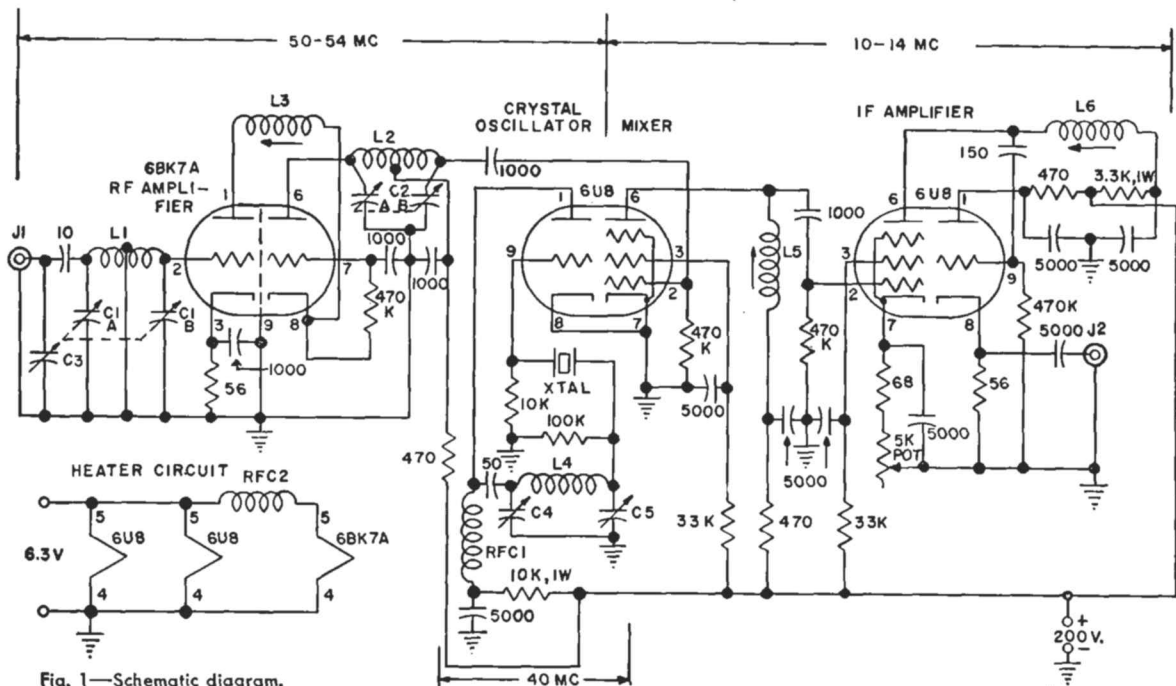 50-54 MC
10-14 MC
L3
CRYSTAL
OSCILLATOR
MIXER
IF AMPLIFIER
L6
6BK7A
RF AMPLI-
FIER
L2
1000
150
1
6
C2
A B
6U8
1
6
6
6U8
1
470
3.3K, 1W
J1
10
L1
2
7
1000
1000
9
3
2
1000
L5
3
2
9
5000
5000
C1
A
C1
B
3
9
8
470
K
8
7
470
K
470
K
7
8
470K
5000
J2
C3
1000
56
XTAL
10K
100K
5000
68
5000
56
5K
POT
HEATER CIRCUIT
RFC2
470
50
L4
5000
5
5
5
C4
C5
33K
470
33K
6.3V
6U8
6U8
6BK7A
RFC1
4
4
4
10K, 1W
5000
+
200 V.
-
40 MC
Fig. 1—Schematic diagram.